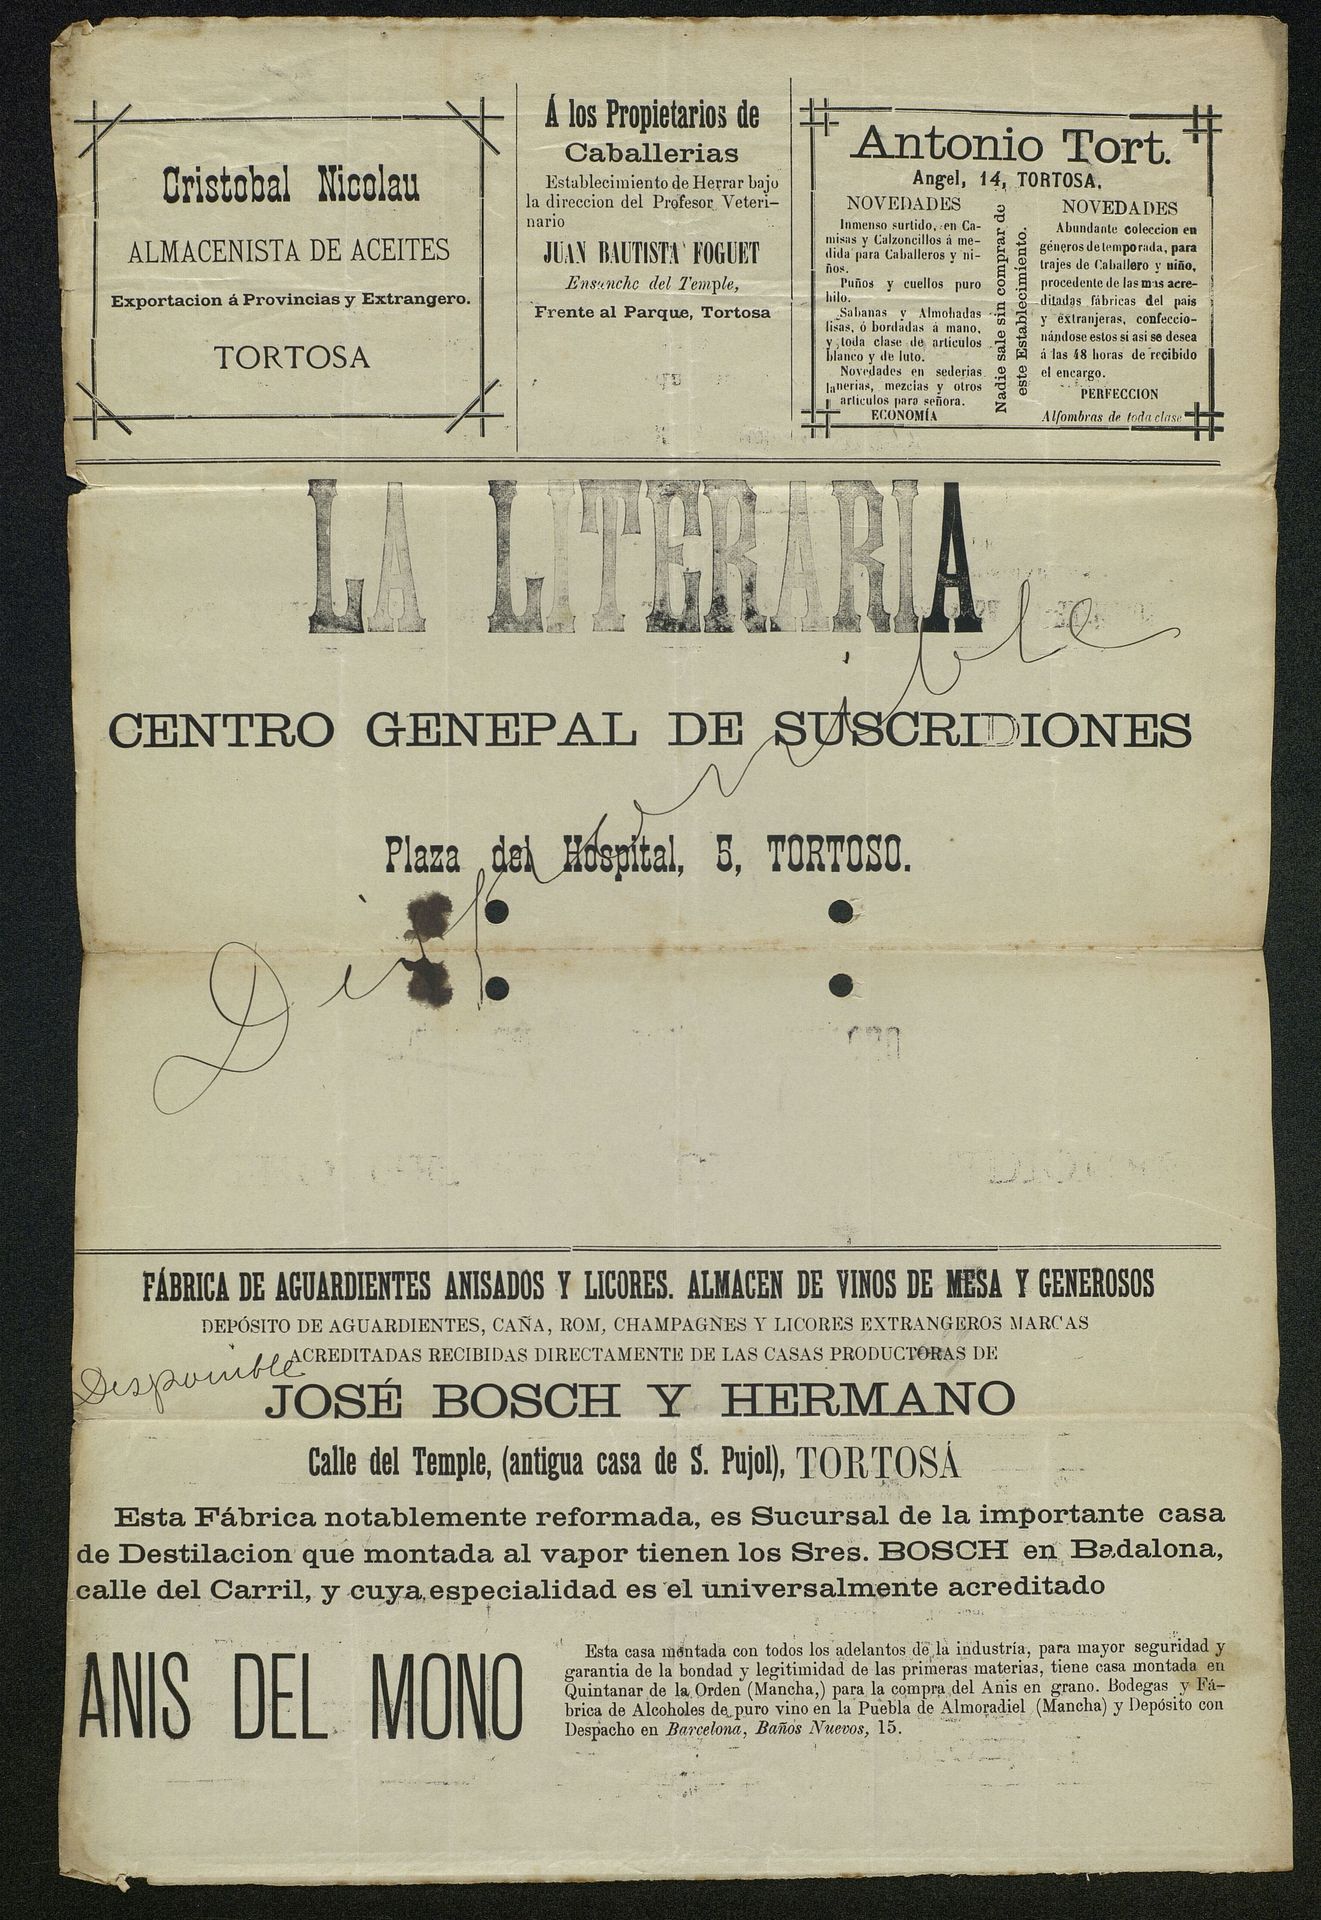 Cristobal Nicolau
ALMACENISTA DE ACEITES
Exportacion á Provincias y Extrangero.
TORTOSA
Á los Propietarios de
Caballerias
Establecimiento de Herrar bajo
la direccion del Profesor Veteri-
nario
JUAN BAUTISTA FOGUET
Ensanche del Temple,
Frente al Parque, Tortosa
Antonio Tort.
Angel, 14, TORTOSA.
NOVEDADES
Inmenso surtido, en Ca-
misas y Calzoncillos á me-
dida para Caballeros y ni-
ños.
Puños y cuellos puro
hilo.
Sabanas y Almohadas
lisas, ó bordadas á mano,
y toda clase de articulos
blanco y de luto.
Novedades en sederias
lanerias, mezclas y otros
articulos para señora.
ECONOMÍA
Nadie sale sin comprar de
este Establecimiento.
NOVEDADES
Abundante coleccion en
géneros de temporada, para
trajes de Caballero y niño,
procedente de las mas acre-
ditadas fábricas del pais
y extranjeras, confeccio-
nándose estos si asi se desea
á las 48 horas de recibido
el encargo.
PERFECCION
Alfombras de toda clase
LA LITERARIA
CENTRO GENEPAL DE SUSCRIDIONES
Plaza del Hospital, 5, TORTOSO.
Disponible
FÁBRICA DE AGUARDIENTES ANISADOS Y LICORES. ALMACEN DE VINOS DE MESA Y GENEROSOS
DEPÓSITO DE AGUARDIENTES, CAÑA, ROM, CHAMPAGNES Y LICORES EXTRANGEROS MARCAS
ACREDITADAS RECIBIDAS DIRECTAMENTE DE LAS CASAS PRODUCTORAS DE
Disponible
JOSÉ BOSCH Y HERMANO
Calle del Temple, (antigua casa de S. Pujol), TORTOSÁ
Esta Fábrica notablemente reformada, es Sucursal de la importante casa
de Destilacion que montada al vapor tienen los Sres. BOSCH en Badalona,
calle del Carril, y cuya especialidad es el universalmente acreditado
ANIS DEL MONO
Esta casa montada con todos los adelantos de la industría, para mayor seguridad y
garantia de la bondad y legitimidad de las primeras materias, tiene casa montada en
Quintanar de la Orden (Mancha,) para la compra del Anis en grano. Bodegas y Fá-
brica de Alcoholes de puro vino en la Puebla de Almoradiel (Mancha) y Depósito con
Despacho en Barcelona, Baños Nuevos, 15.